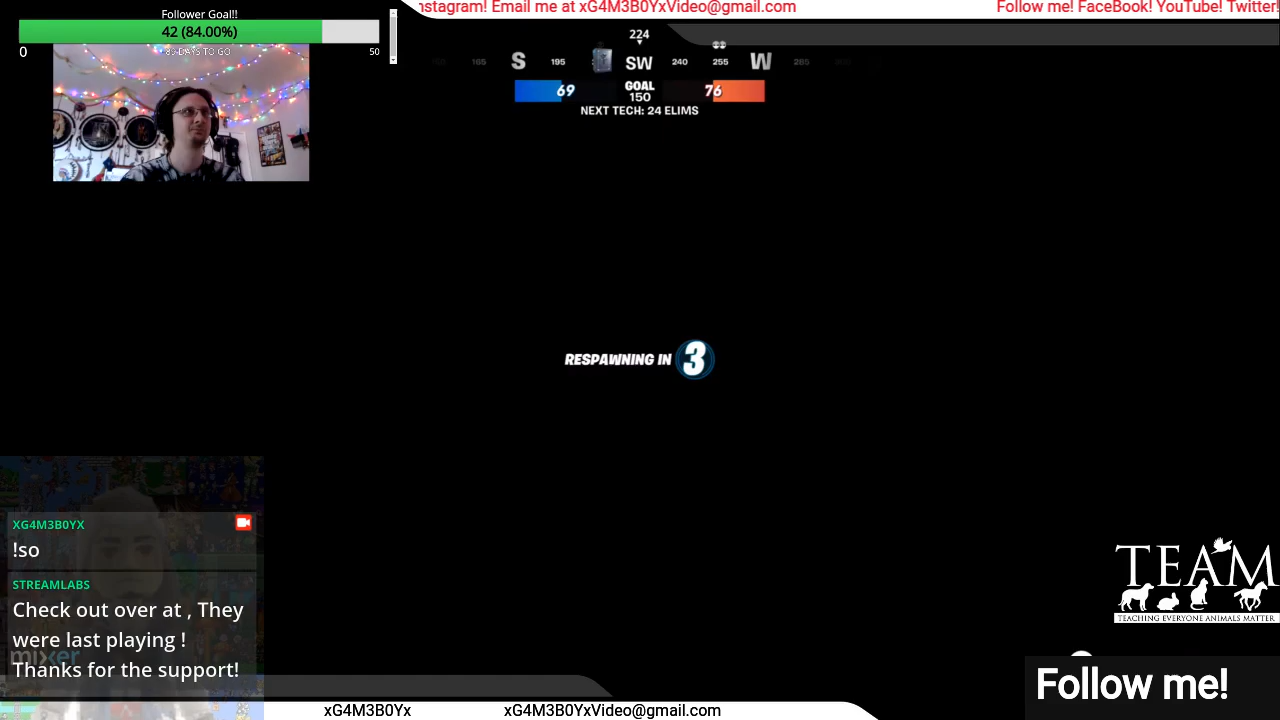 Follower Goal!!
42 (84.00%)
0
50
nstagram! Email me at xG4M3B0YxVideo@gmail.com
Follow me! FaceBook! YouTube! Twitter!
224
165 S 195 SW 240 255 W 285
69 GOAL 76
150
NEXT TECH: 24 ELIMS
RESPAWNING IN 3
XG4M3B0YX
!so
STREAMLABS
Check out over at , They
were last playing !
mixer
Thanks for the support!
TEAM
TEACHING EVERYONE ANIMALS MATTER
Follow me!
xG4M3B0Yx
xG4M3B0YxVideo@gmail.com